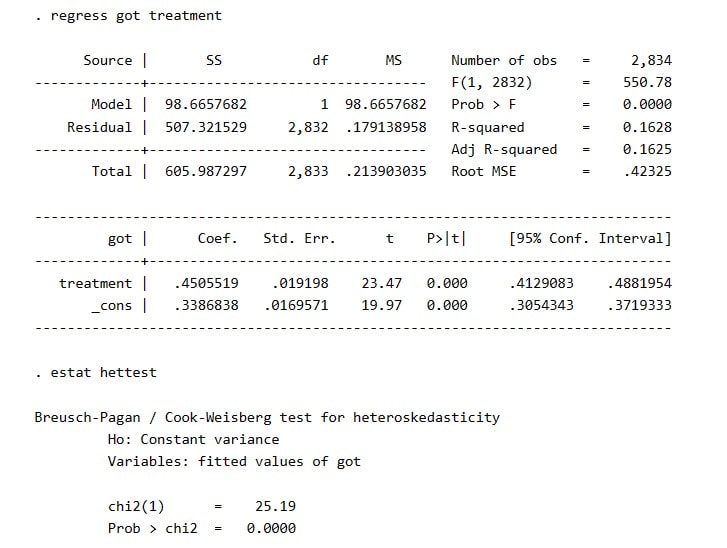 . regress got treatment
Source | SS df MS Number of obs = 2,834
-------------+---------------------------------- F(1, 2832) = 550.78
Model | 98.6657682 1 98.6657682 Prob > F = 0.0000
Residual | 507.321529 2,832 .179138958 R-squared = 0.1628
-------------+---------------------------------- Adj R-squared = 0.1625
Total | 605.987297 2,833 .213903035 Root MSE = .42325
------------------------------------------------------------------------------
got | Coef. Std. Err. t P>|t| [95% Conf. Interval]
-------------+----------------------------------------------------------------
treatment | .4505519 .019198 23.47 0.000 .4129083 .4881954
_cons | .3386838 .0169571 19.97 0.000 .3054343 .3719333
------------------------------------------------------------------------------
. estat hettest
Breusch-Pagan / Cook-Weisberg test for heteroskedasticity
Ho: Constant variance
Variables: fitted values of got
chi2(1) = 25.19
Prob > chi2 = 0.0000